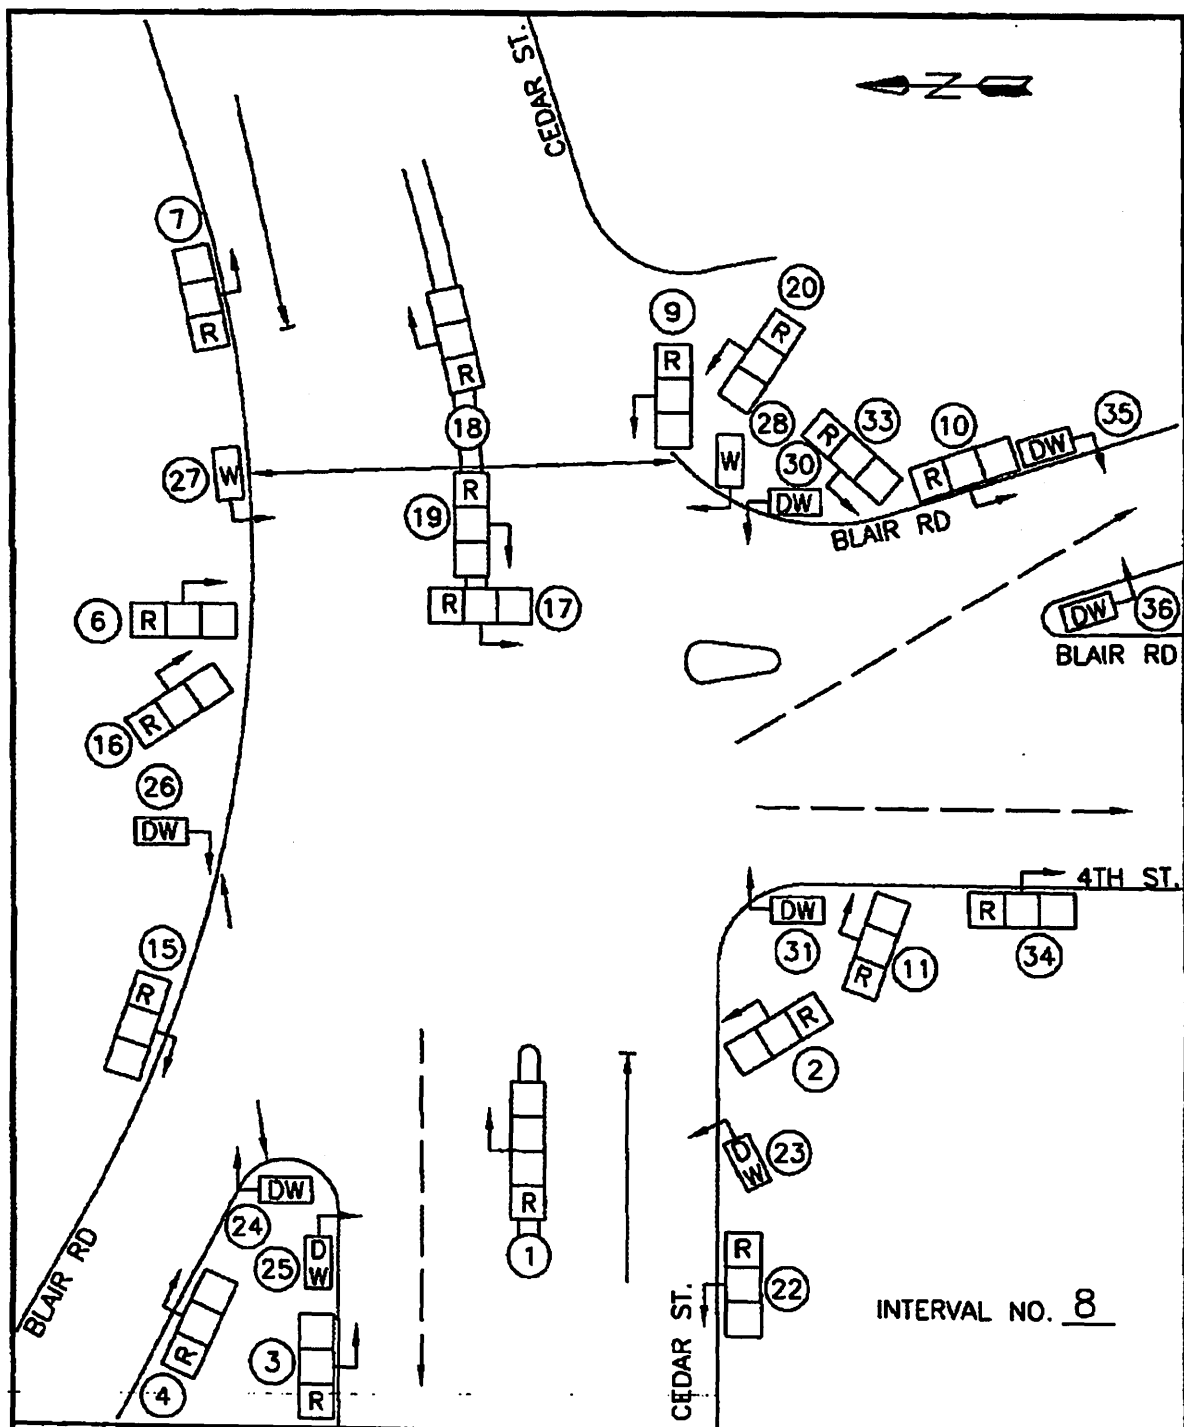 CEDAR ST.
N
7
R
R
18
9
R
20
R
28
W
33
R
10
R
DW
35
30
DW
BLAIR RD
27
W
19
R
6
R
R
17
DW
36
BLAIR RD
16
R
26
DW
15
R
4TH ST.
DW
31
R
11
R
34
R
2
D
W
23
DW
24
25
D
W
R
1
R
22
BLAIR RD
R
4
3
R
CEDAR ST.
INTERVAL NO. 8